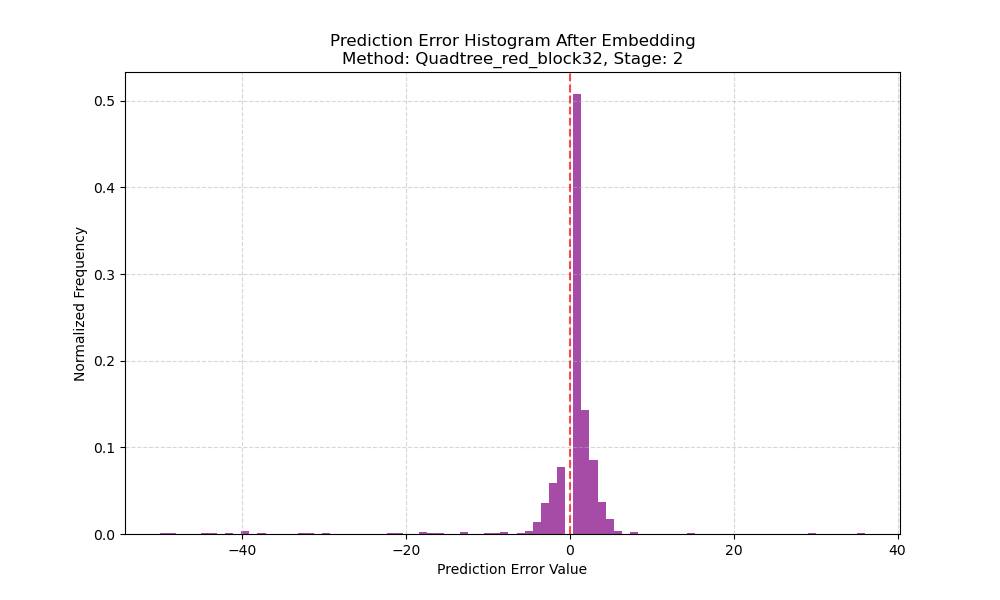 Prediction Error Histogram After Embedding
Method: Quadtree_red_block32, Stage: 2
Normalized Frequency
0.5
0.4
0.3
0.2
0.1
0.0
−40
−20
0
20
40
Prediction Error Value